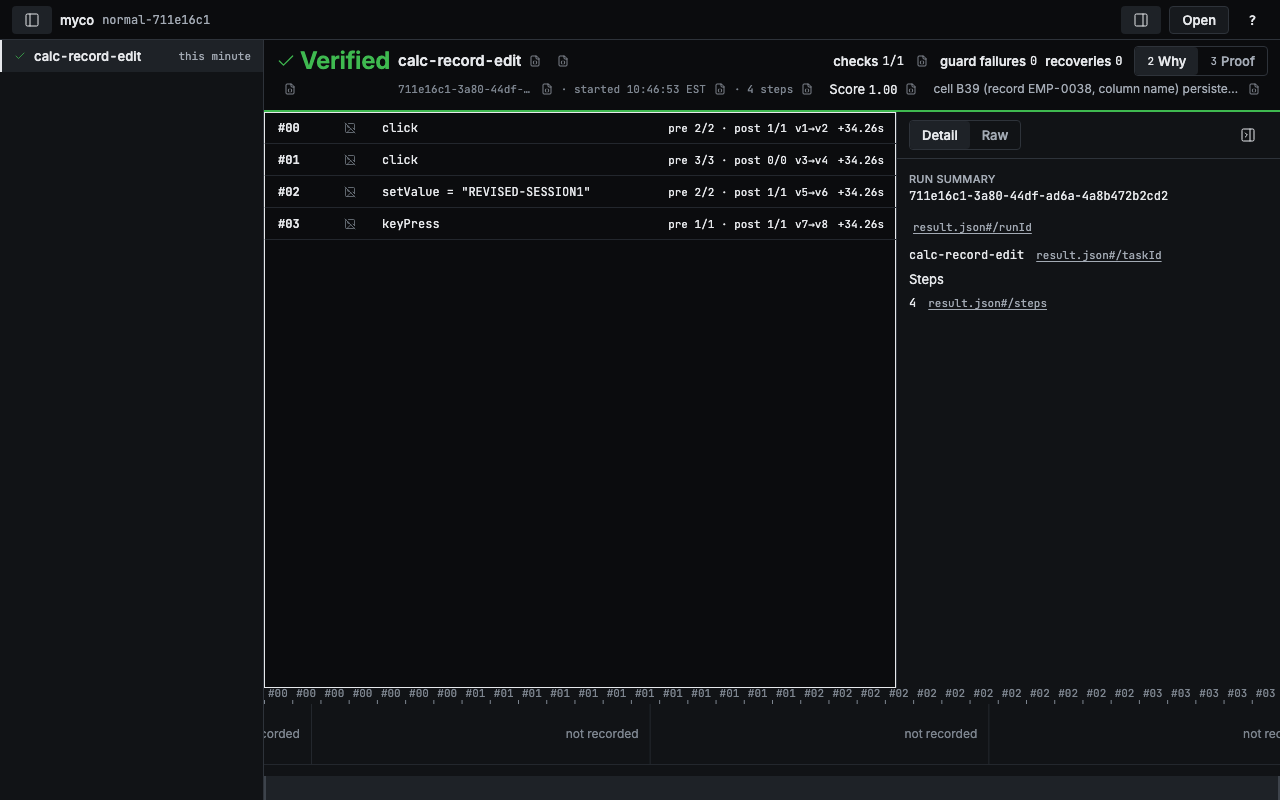 myco normal-711e16c1 Open ?
calc-record-edit this minute
Verified calc-record-edit checks 1/1 guard failures 0 recoveries 0 2 Why 3 Proof
711e16c1-3a80-44df-… · started 10:46:53 EST · 4 steps Score 1.00 cell B39 (record EMP-0038, column name) persiste…
#00 click pre 2/2 · post 1/1 v1→v2 +34.26s
#01 click pre 3/3 · post 0/0 v3→v4 +34.26s
#02 setValue = "REVISED-SESSION1" pre 2/2 · post 1/1 v5→v6 +34.26s
#03 keyPress pre 1/1 · post 1/1 v7→v8 +34.26s
Detail Raw
RUN SUMMARY
711e16c1-3a80-44df-ad6a-4a8b472b2cd2
result.json#/runId
calc-record-edit result.json#/taskId
Steps
4 result.json#/steps
#00 #00 #00 #00 #00 #00 #00 #01 #01 #01 #01 #01 #01 #01 #01 #01 #01 #01 #01 #02 #02 #02 #02 #02 #02 #02 #02 #02 #02 #02 #02 #03 #03 #03 #03 #03
corded not recorded not recorded not rec